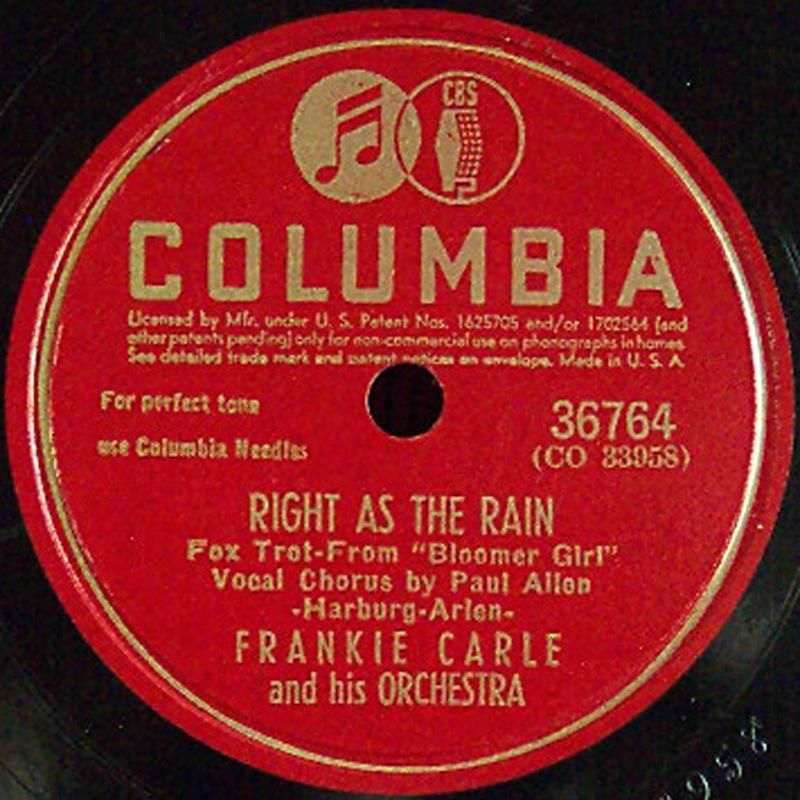 CBS
COLUMBIA
Licensed by Mfr. under U. S. Patent Nos. 1625705 and/or 1702564 (and
other patents pending) only for non-commercial use on phonographs in homes.
See detailed trade mark and patent notices on envelope. Made in U. S. A.
For perfect tone
use Columbia Needles
36764
(CO 33958)
RIGHT AS THE RAIN
Fox Trot-From "Bloomer Girl"
Vocal Chorus by Paul Allen
-Harburg-Arlen-
FRANKIE CARLE
and his ORCHESTRA
958